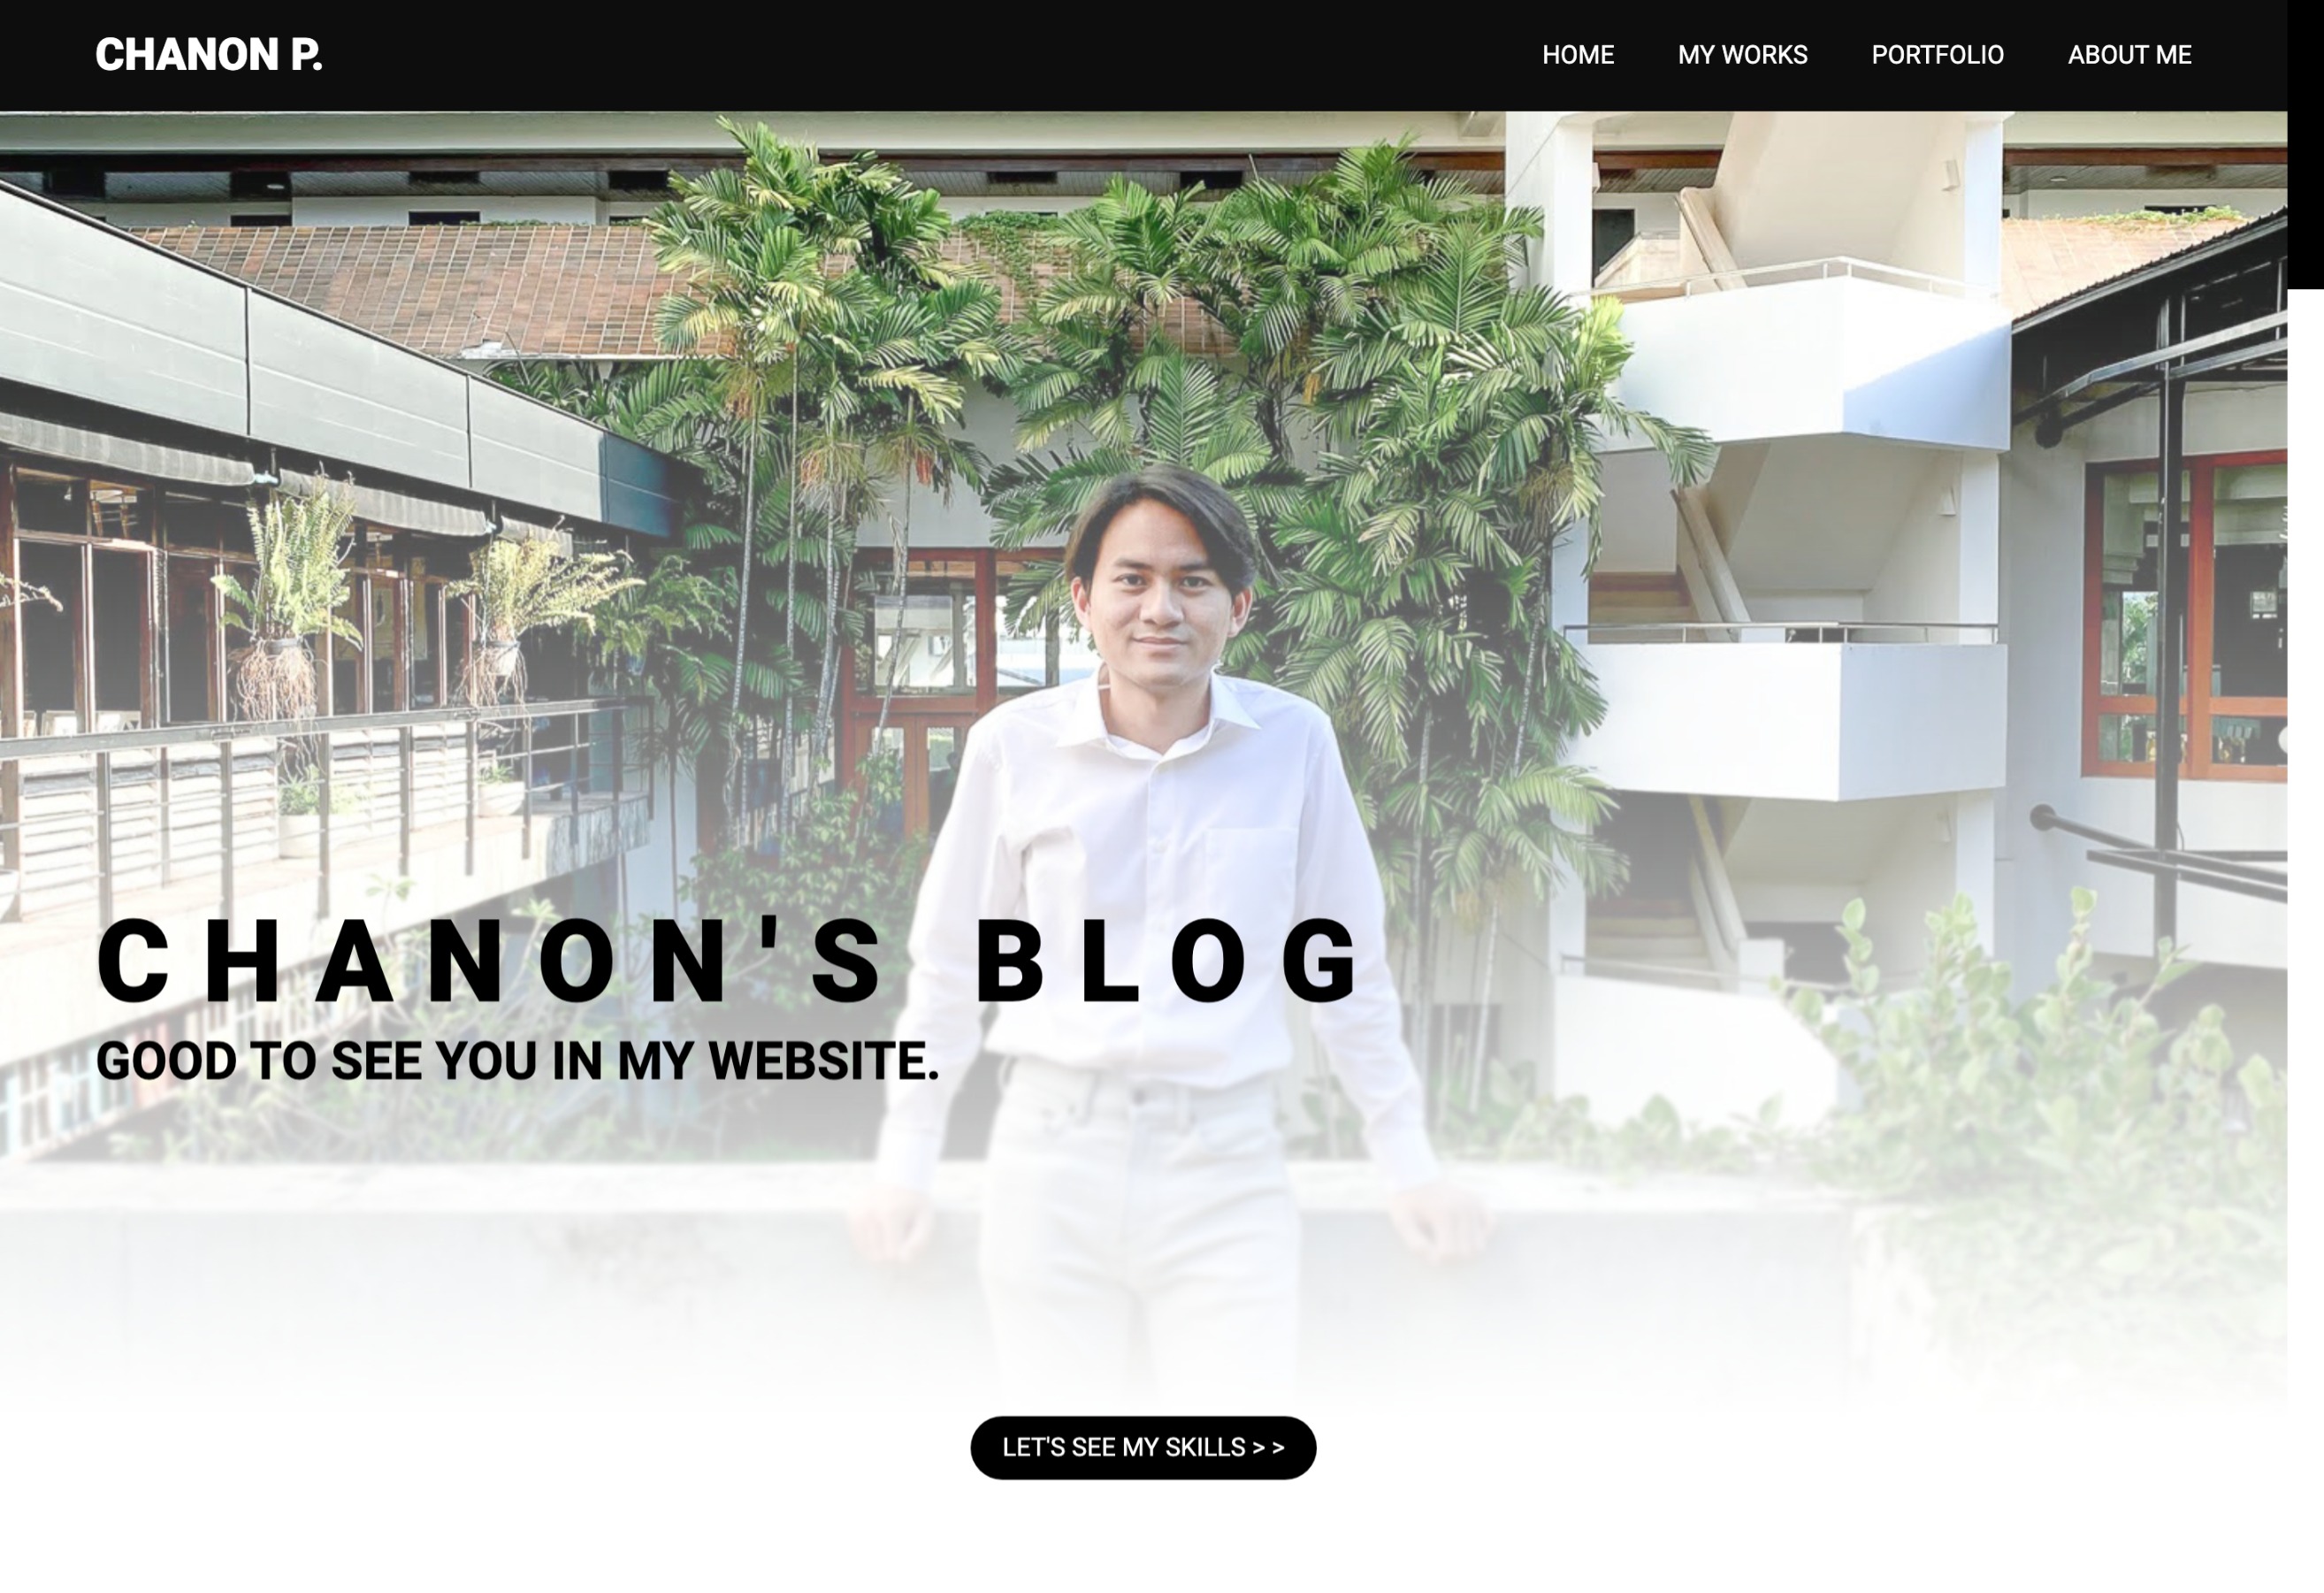 CHANON P.
HOME MY WORKS PORTFOLIO ABOUT ME
CHANON'S BLOG
GOOD TO SEE YOU IN MY WEBSITE.
LET'S SEE MY SKILLS > >